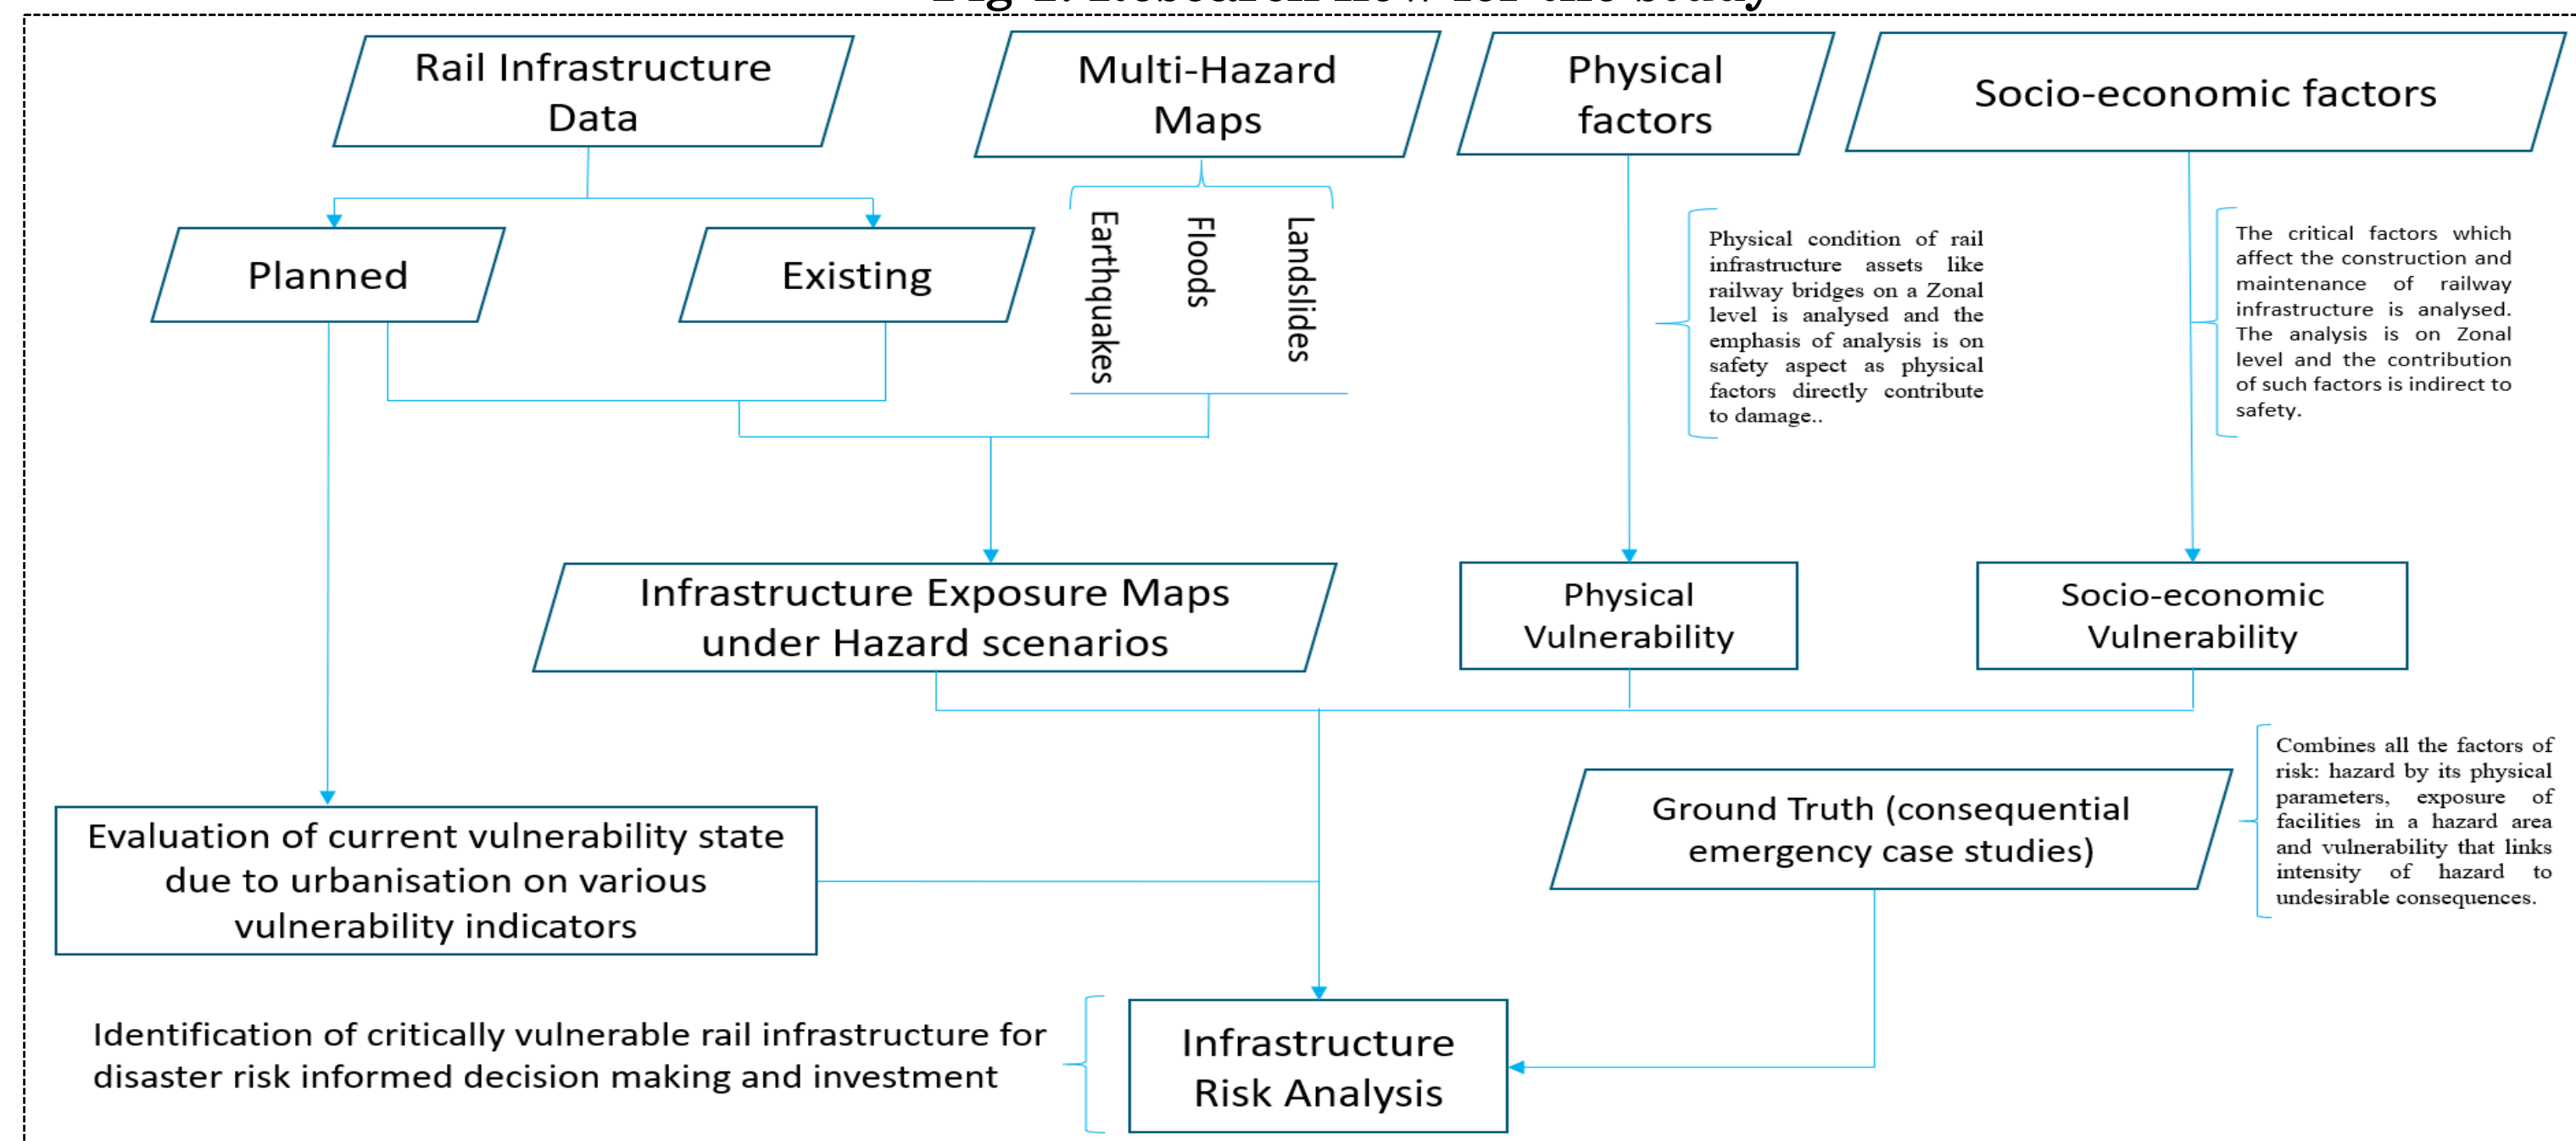 Rail Infrastructure
Data
Multi-Hazard
Maps
Physical
factors
Socio-economic factors
Planned
Existing
Earthquakes
Floods
Landslides
Physical condition of rail
infrastructure assets like
railway bridges on a Zonal
level is analysed and the
emphasis of analysis is on
safety aspect as physical
factors directly contribute
to damage..
The critical factors which
affect the construction and
maintenance of railway
infrastructure is analysed.
The analysis is on Zonal
level and the contribution
of such factors is indirect to
safety.
Infrastructure Exposure Maps
under Hazard scenarios
Physical
Vulnerability
Socio-economic
Vulnerability
Evaluation of current vulnerability state
due to urbanisation on various
vulnerability indicators
Ground Truth (consequential
emergency case studies)
Combines all the factors of
risk: hazard by its physical
parameters, exposure of
facilities in a hazard area
and vulnerability that links
intensity of hazard to
undesirable consequences.
Identification of critically vulnerable rail infrastructure for
disaster risk informed decision making and investment
Infrastructure
Risk Analysis